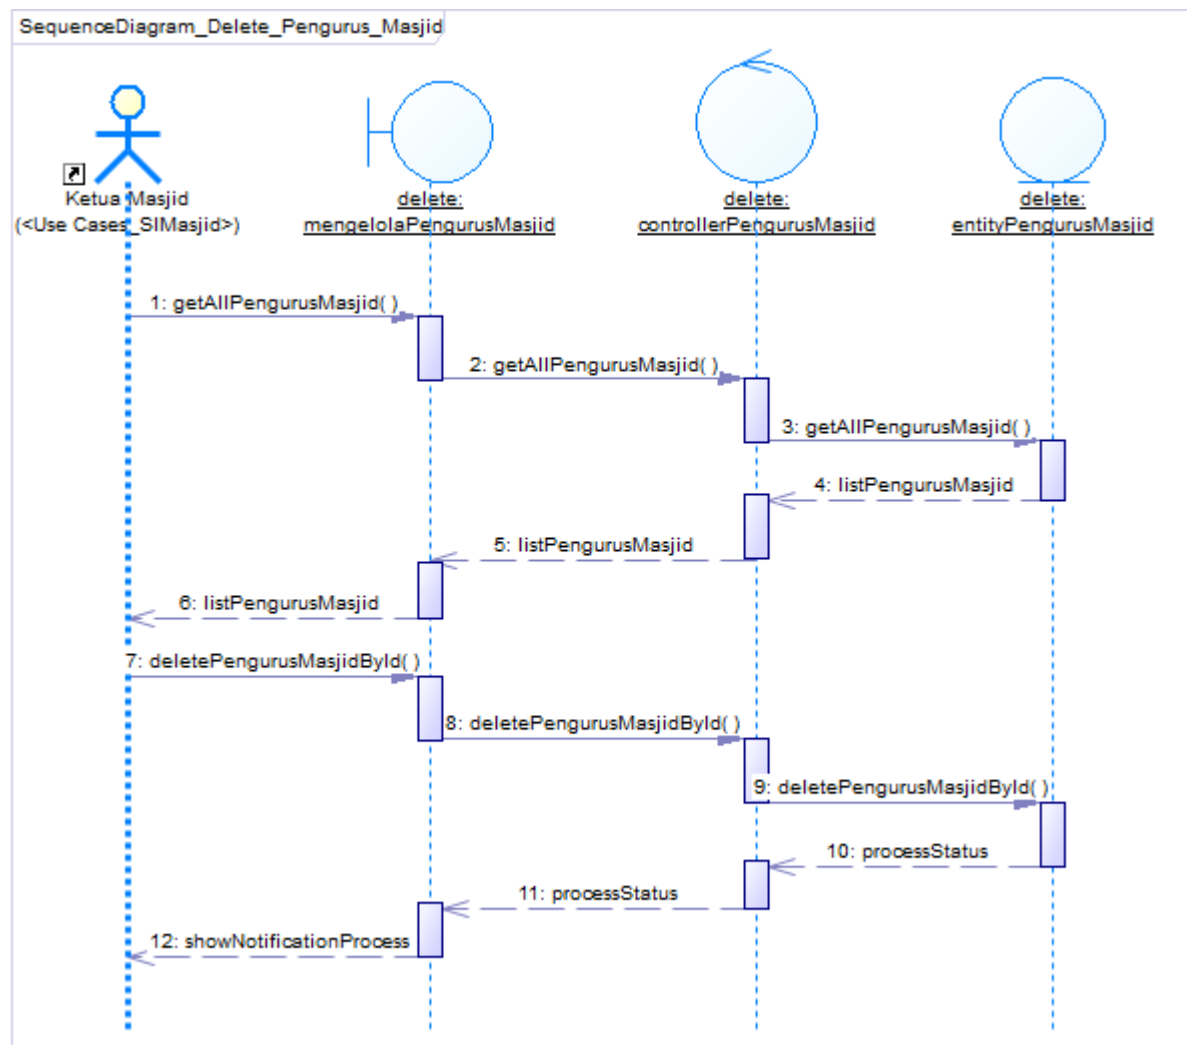 SequenceDiagram_Delete_Pengurus_Masjid
Ketua Masjid
(<Use Cases_SIMasjid>)
delete:
mengelolaPengurusMasjid
delete:
controllerPengurusMasjid
delete:
entityPengurusMasjid
1: getAllPengurusMasjid( )
2: getAllPengurusMasjid( )
3: getAllPengurusMasjid( )
4: listPengurusMasjid
5: listPengurusMasjid
6: listPengurusMasjid
7: deletePengurusMasjidById( )
8: deletePengurusMasjidById( )
9: deletePengurusMasjidById( )
10: processStatus
11: processStatus
12: showNotificationProcess